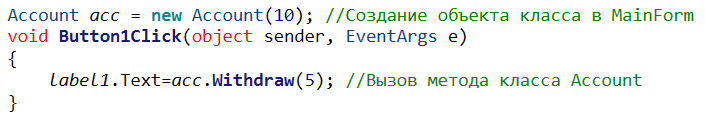 Account acc = new Account(10); //Создание объекта класса в MainForm
void Button1Click(object sender, EventArgs e)
{
    label1.Text=acc.Withdraw(5); //Вызов метода класса Account
}